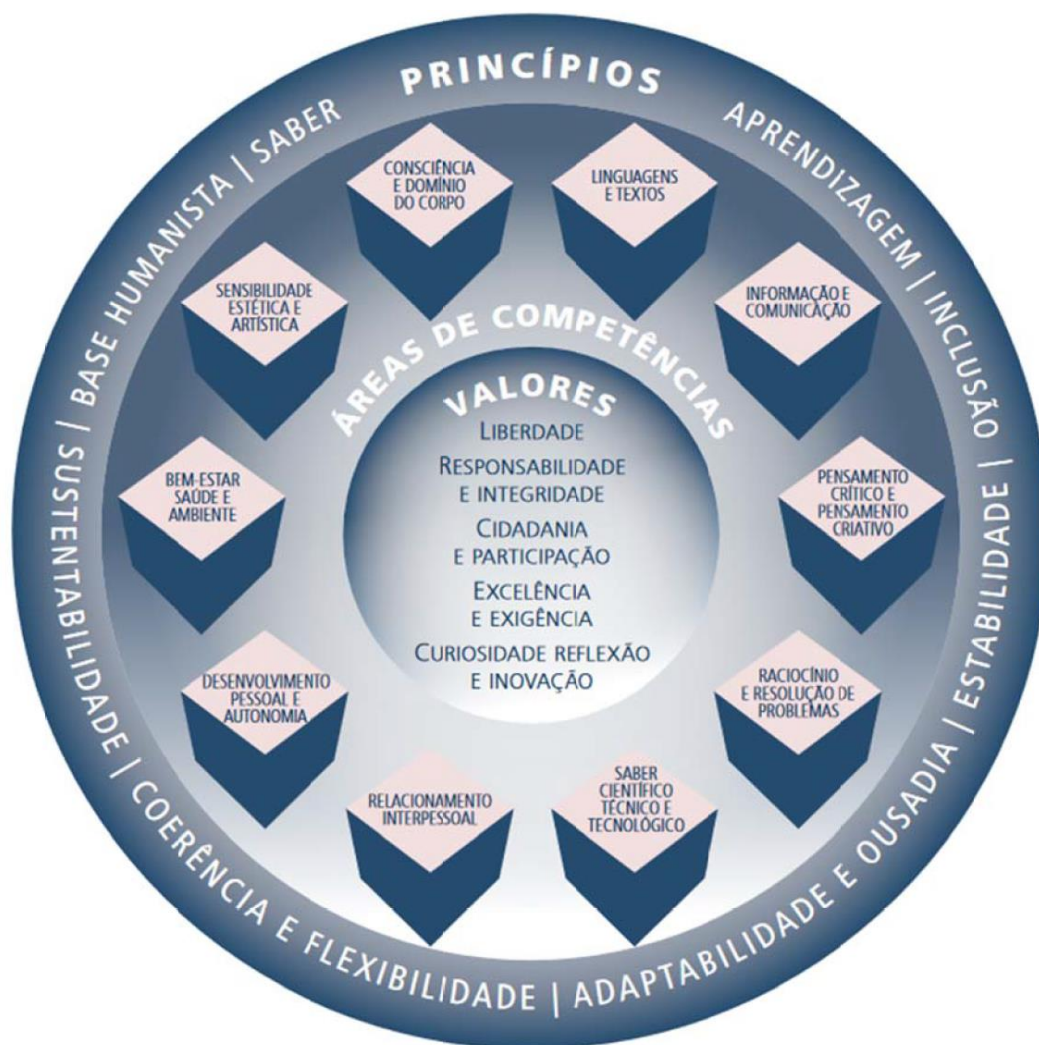 PRINCÍPIOS
APRENDIZAGEM | INCLUSÃO |
ESTABILIDADE |
ADAPTABILIDADE E OUSADIA |
COERÊNCIA E FLEXIBILIDADE |
SUSTENTABILIDADE |
BASE HUMANISTA | SABER
ÁREAS DE COMPETÊNCIAS
LINGUAGENS
E TEXTOS
INFORMAÇÃO E
COMUNICAÇÃO
PENSAMENTO
CRÍTICO E
PENSAMENTO
CRIATIVO
RACIOCÍNIO
E RESOLUÇÃO DE
PROBLEMAS
SABER
CIENTÍFICO
TÉCNICO E
TECNOLÓGICO
RELACIONAMENTO
INTERPESSOAL
DESENVOLVIMENTO
PESSOAL E
AUTONOMIA
BEM-ESTAR
SAÚDE E
AMBIENTE
SENSIBILIDADE
ESTÉTICA E
ARTÍSTICA
CONSCIÊNCIA
E DOMÍNIO
DO CORPO
VALORES
LIBERDADE
RESPONSABILIDADE
E INTEGRIDADE
CIDADANIA
E PARTICIPAÇÃO
EXCELÊNCIA
E EXIGÊNCIA
CURIOSIDADE REFLEXÃO
E INOVAÇÃO